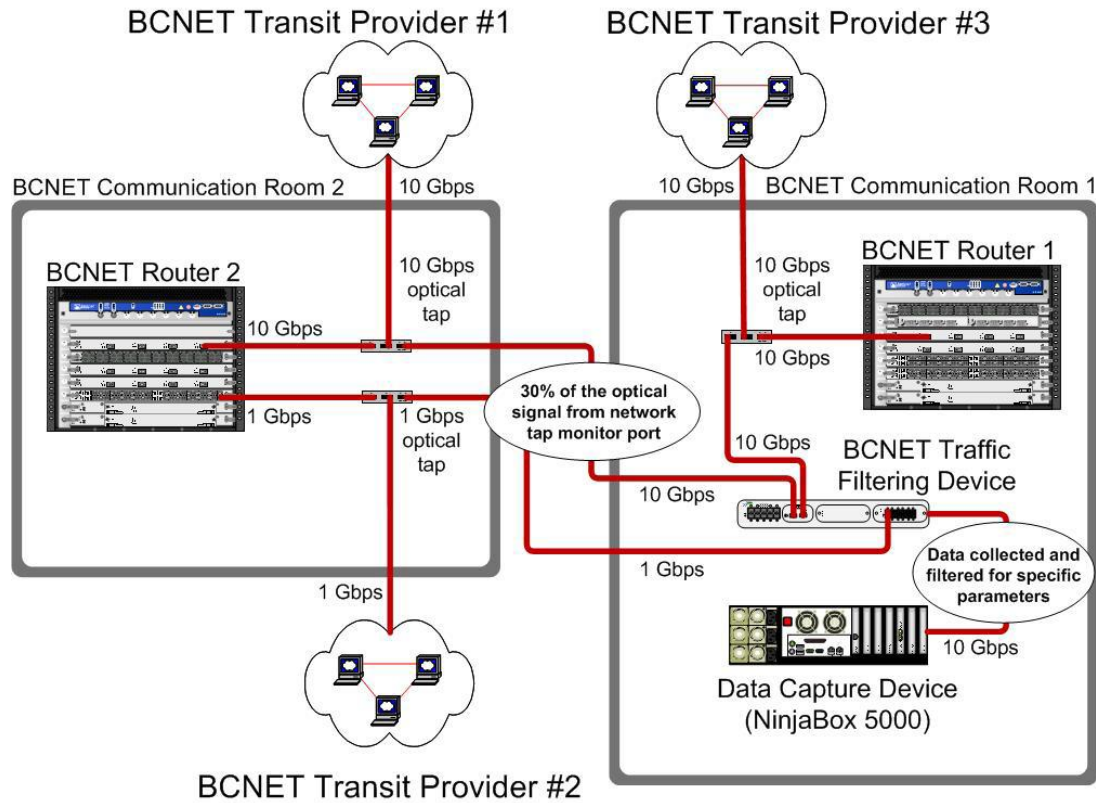 BCNET Transit Provider #1
BCNET Transit Provider #3
BCNET Communication Room 2
10 Gbps
10 Gbps
BCNET Communication Room 1
BCNET Router 2
10 Gbps
optical
tap
10 Gbps
optical
tap
BCNET Router 1
10 Gbps
10 Gbps
1 Gbps
1 Gbps
optical
tap
30% of the optical
signal from network
tap monitor port
10 Gbps
BCNET Traffic
Filtering Device
10 Gbps
1 Gbps
Data collected and
filtered for specific
parameters
1 Gbps
10 Gbps
Data Capture Device
(NinjaBox 5000)
BCNET Transit Provider #2